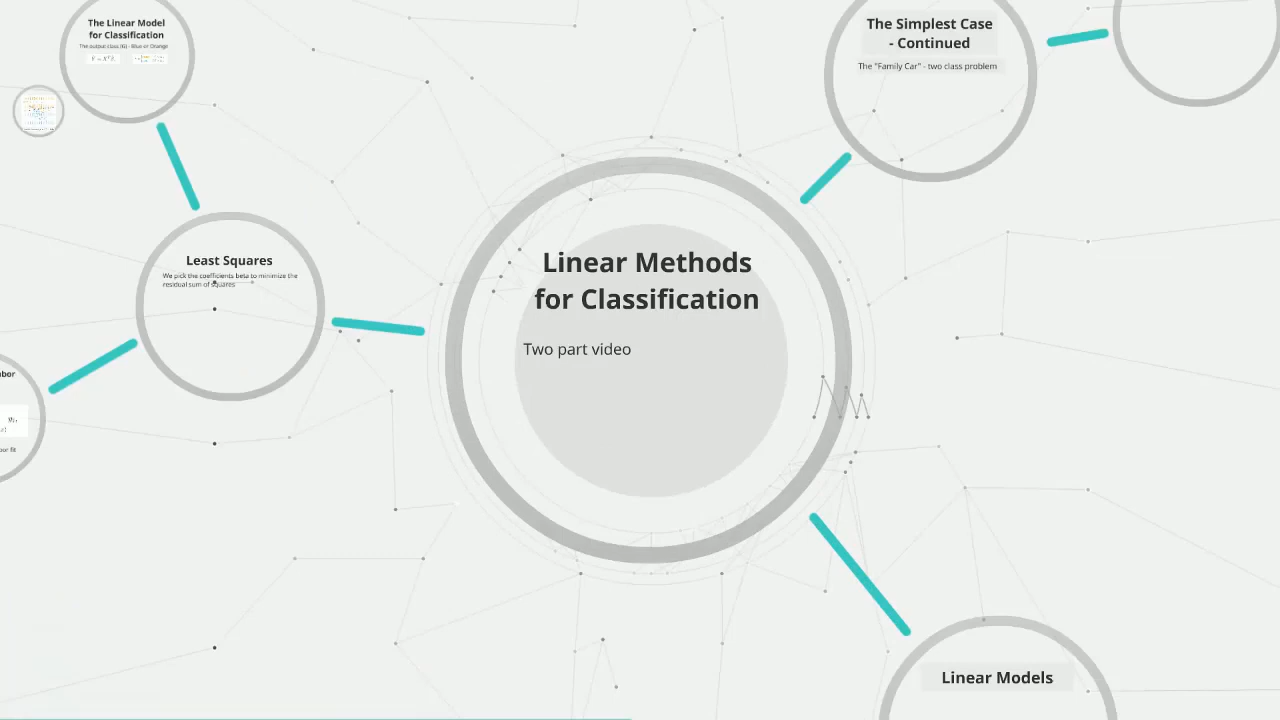 The Linear Model
for Classification
The output class (G) - Blue or Orange
The Simplest Case
- Continued
The "Family Car" - two class problem
Least Squares
We pick the coefficients beta to minimize the
residual sum of squares
Linear Methods
for Classification
Two part video
Linear Models